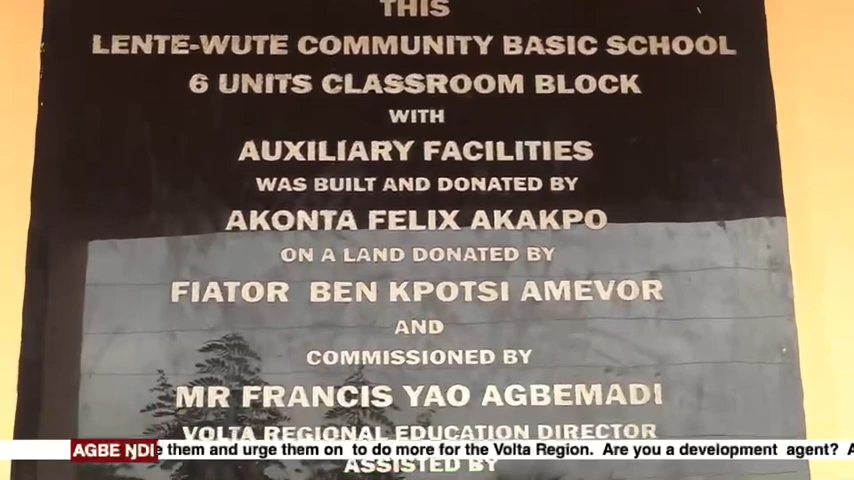 THIS
LENTE-WUTE COMMUNITY BASIC SCHOOL
6 UNITS CLASSROOM BLOCK
WITH
AUXILIARY FACILITIES
WAS BUILT AND DONATED BY
AKONTA FELIX AKAKPO
ON A LAND DONATED BY
FIATOR BEN KPOTSI AMEVOR
AND
COMMISSIONED BY
MR FRANCIS YAO AGBEMADI
VOLTA REGIONAL EDUCATION DIRECTOR
AGBE NDI e them and urge them on to do more for the Volta Region. Are you a development agent? A
ASSISTED BY